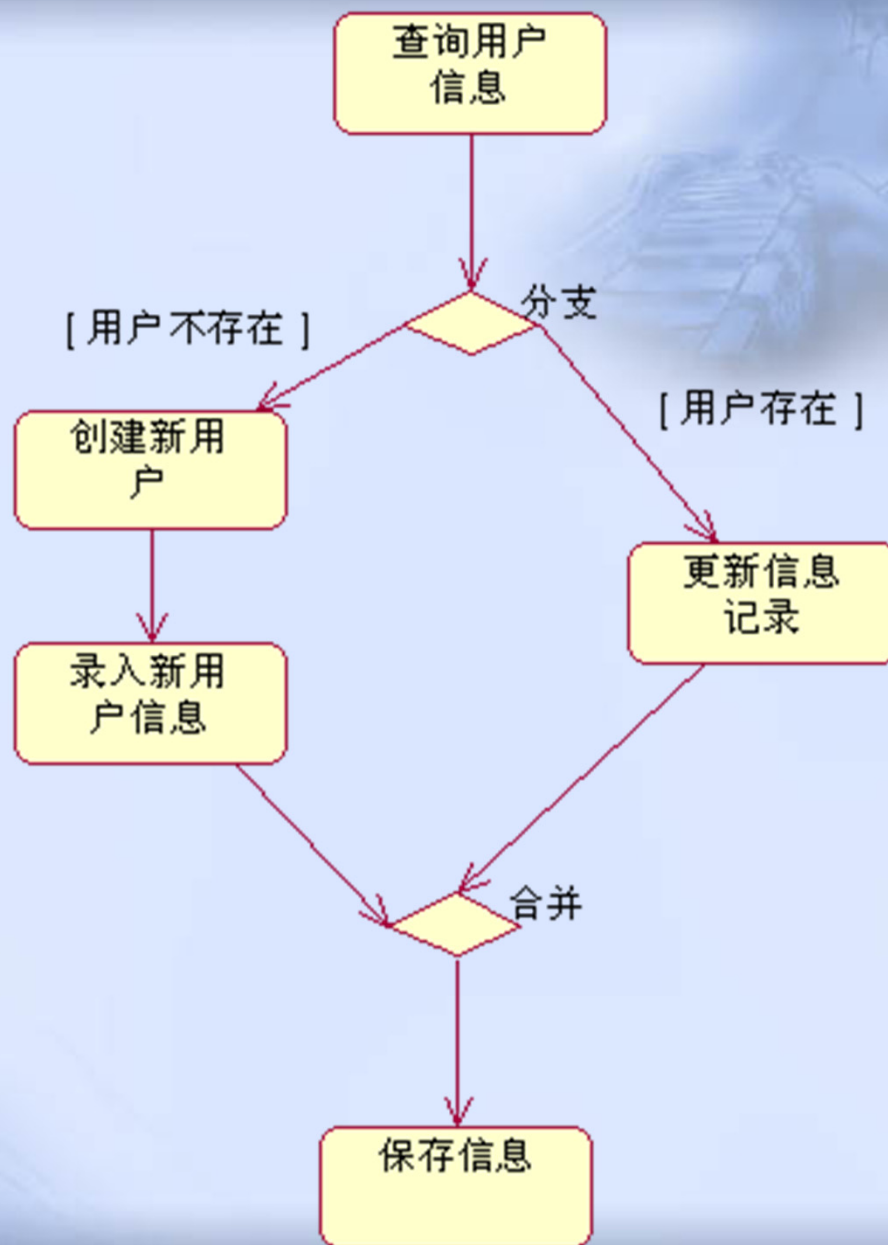 查询用户
信息
分支
[ 用户不存在 ]
[ 用户存在 ]
创建新用
户
更新信息
记录
录入新用
户信息
合并
保存信息